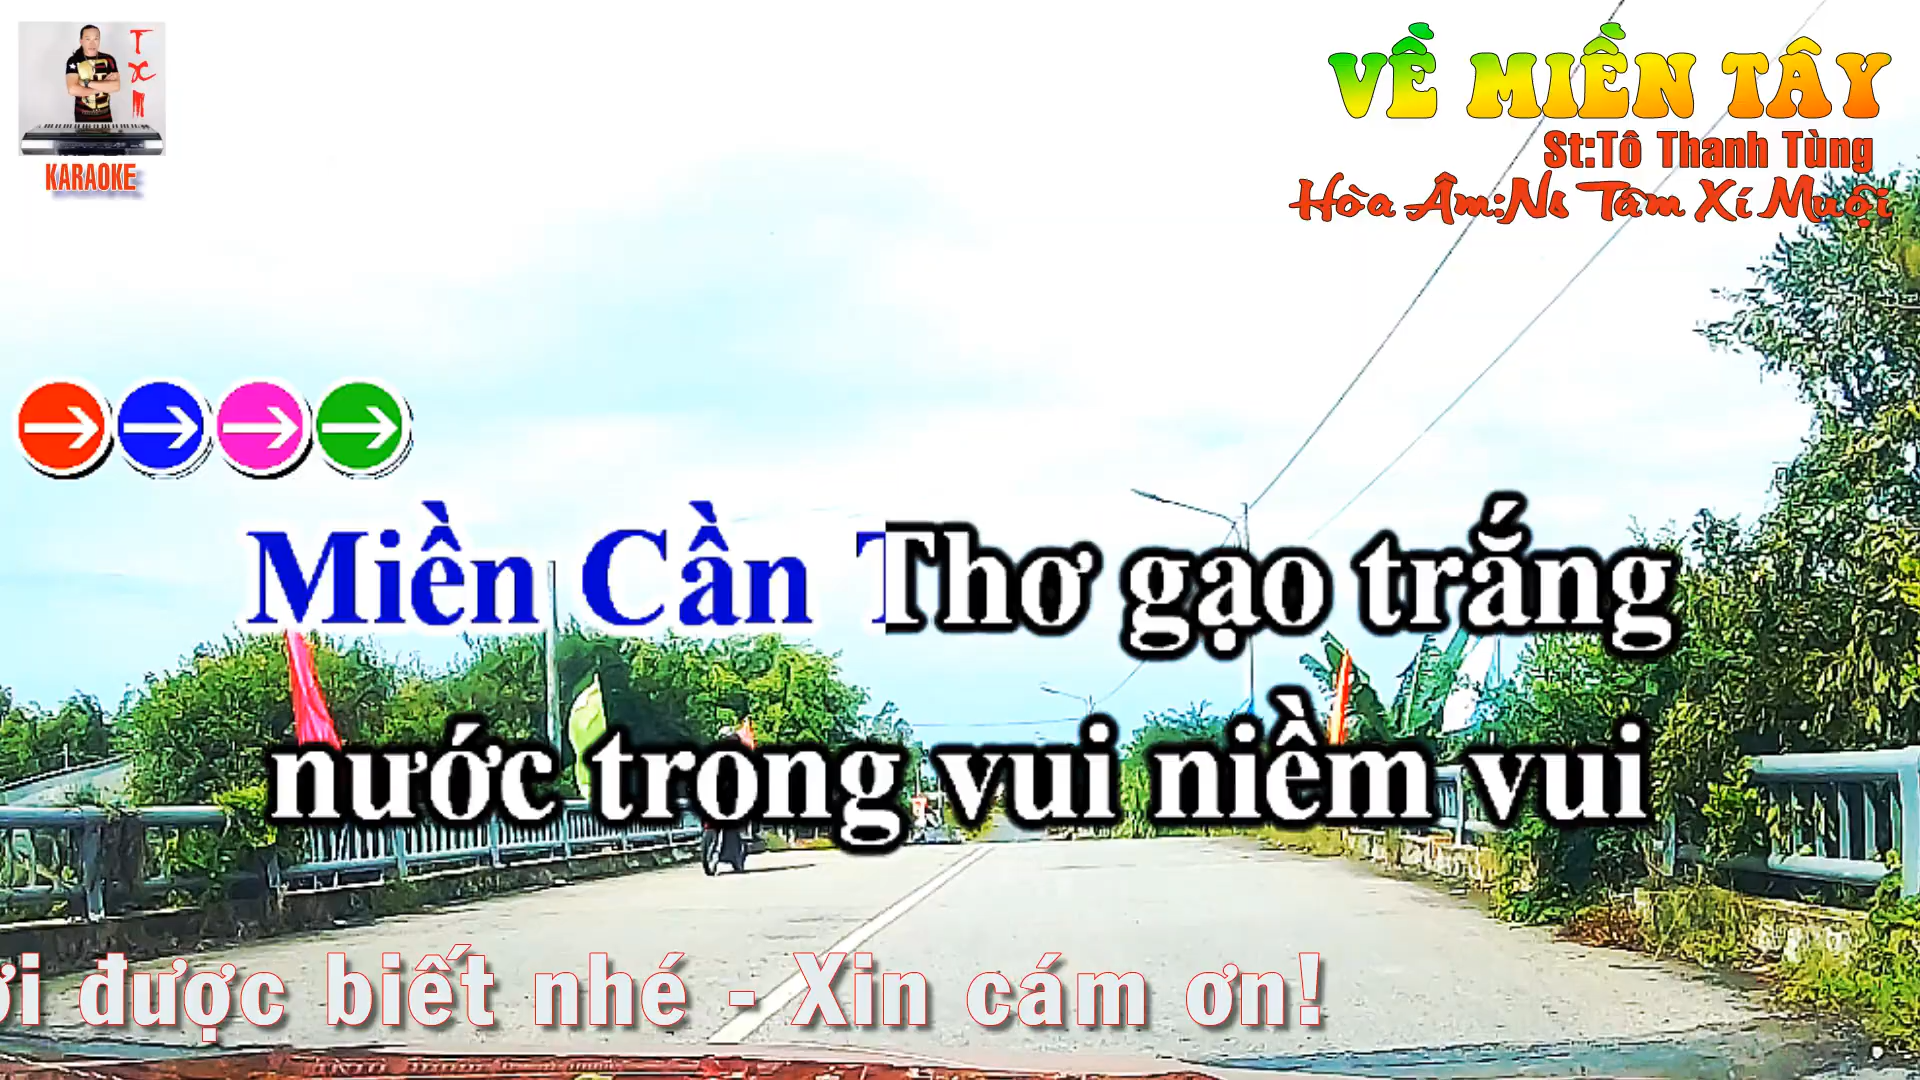 TXM
KARAOKE
VỀ MIỀN TÂY
St:Tô Thanh Tùng
Hòa Âm:Ns Tâm Xí Muội
Miền Cần Thơ gạo trắng
nước trong vui niềm vui
được biết nhé - Xin cám ơn!